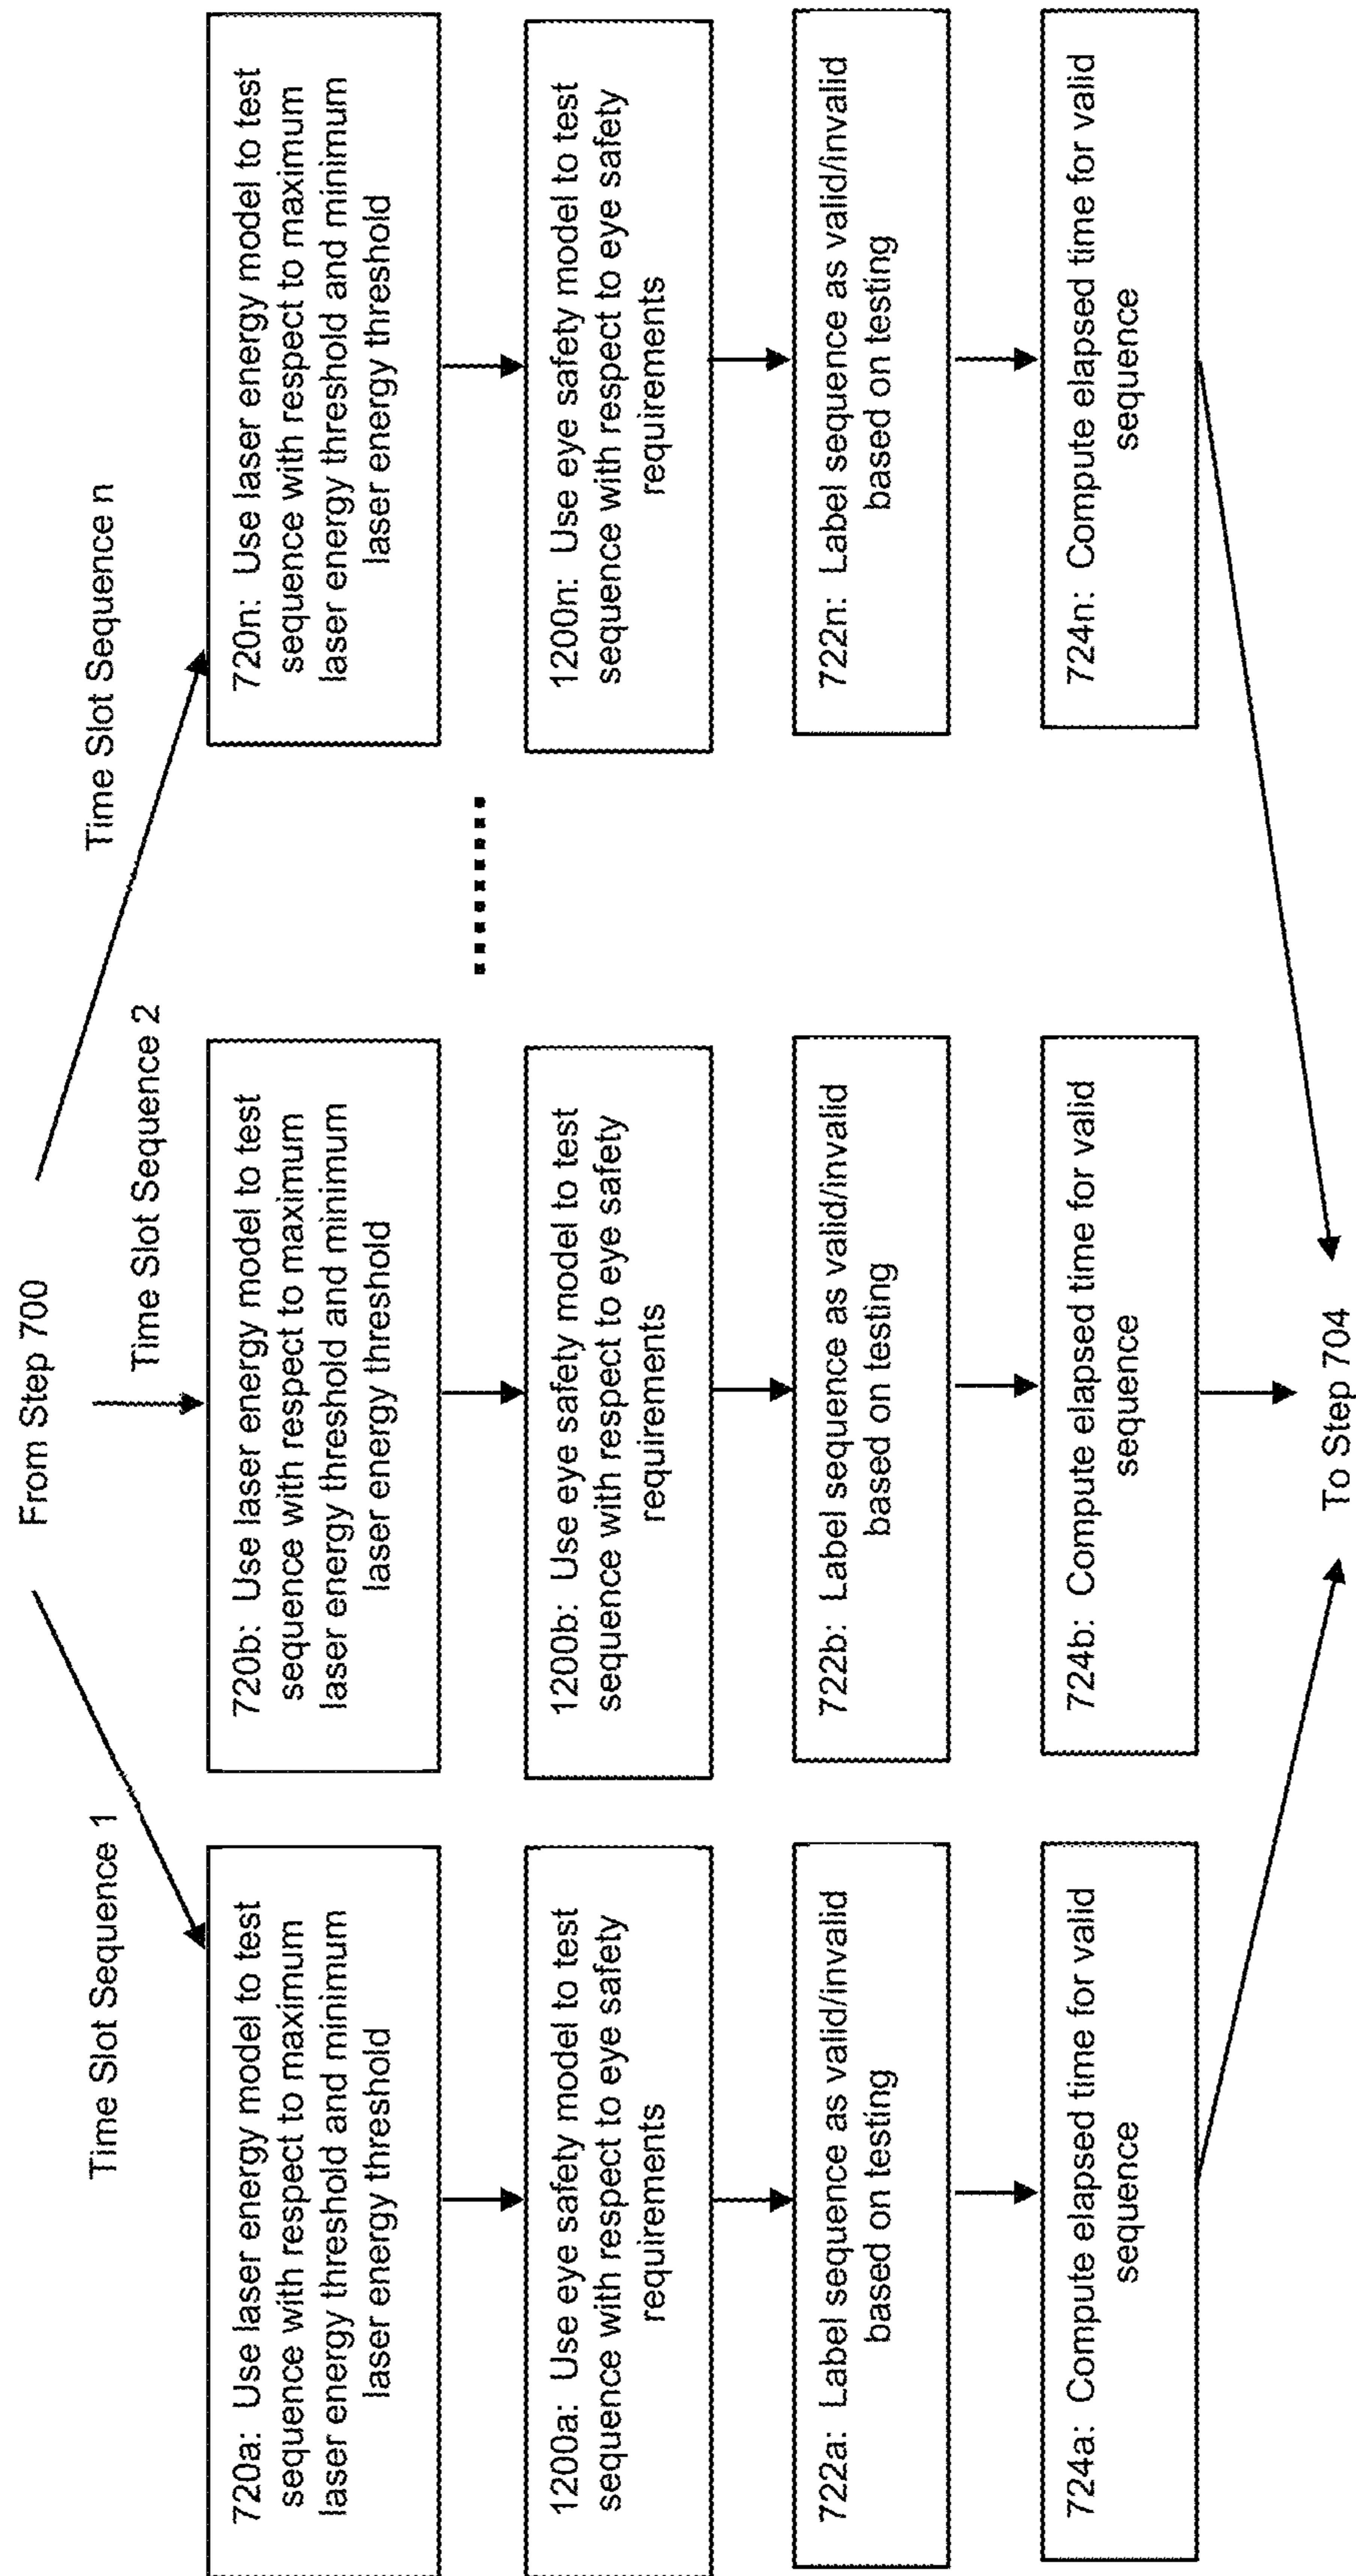 From Step 700
Time Slot Sequence 1
Time Slot Sequence 2
Time Slot Sequence n
720a: Use laser energy model to test
sequence with respect to maximum
laser energy threshold and minimum
laser energy threshold
1200a: Use eye safety model to test
sequence with respect to eye safety
requirements
722a: Label sequence as valid/invalid
based on testing
724a: Compute elapsed time for valid
sequence
720b: Use laser energy model to test
sequence with respect to maximum
laser energy threshold and minimum
laser energy threshold
1200b: Use eye safety model to test
sequence with respect to eye safety
requirements
722b: Label sequence as valid/invalid
based on testing
724b: Compute elapsed time for valid
sequence
720n: Use laser energy model to test
sequence with respect to maximum
laser energy threshold and minimum
laser energy threshold
1200n: Use eye safety model to test
sequence with respect to eye safety
requirements
722n: Label sequence as valid/invalid
based on testing
724n: Compute elapsed time for valid
sequence
To Step 704